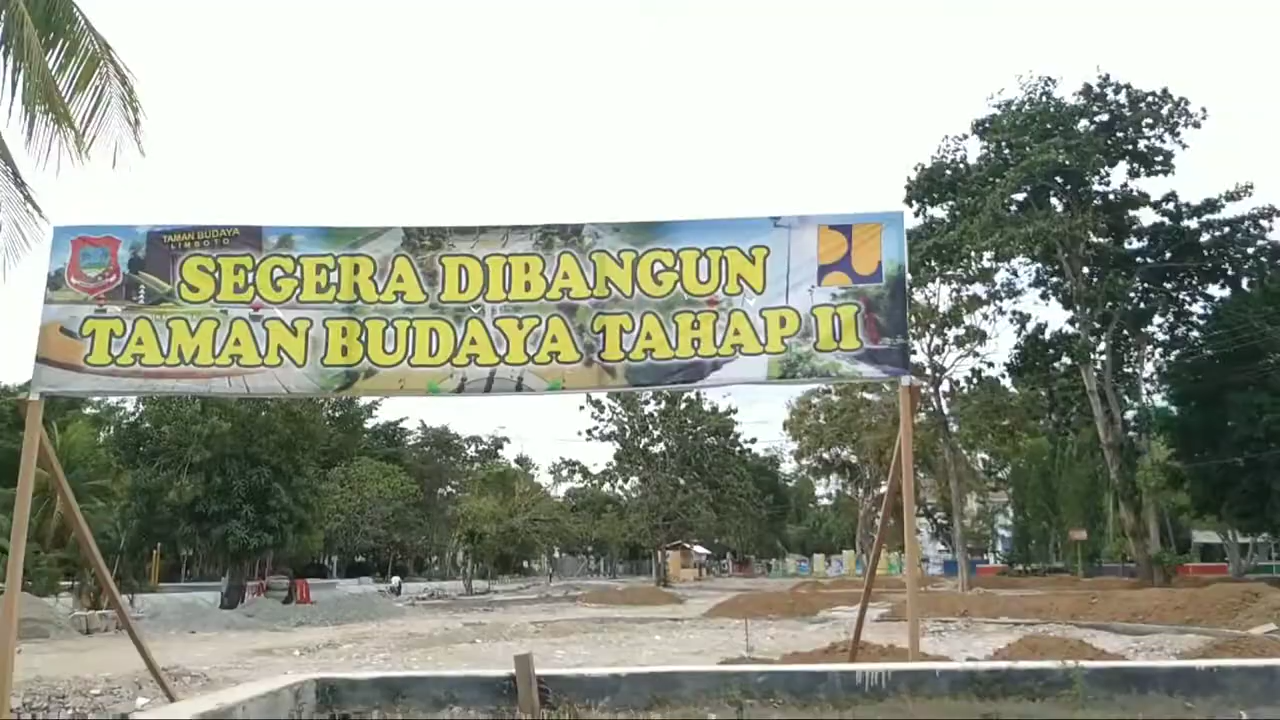 TAMAN BUDAYA
LIMBOTO
SEGERA DIBANGUN
TAMAN BUDAYA TAHAP II